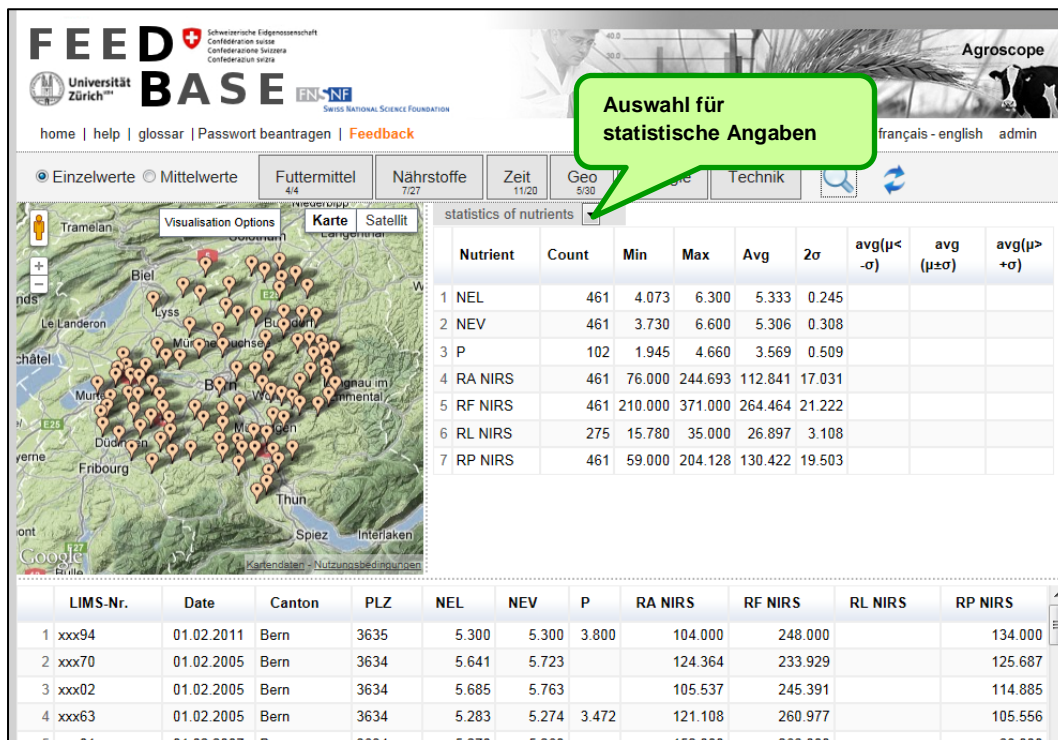 FEED
BASE
Schweizerische Eidgenossenschaft
Confédération suisse
Confederazione Svizzera
Confederaziun svizra
Universität
Zürich
FNSNF
SWISS NATIONAL SCIENCE FOUNDATION
40.0
30.0
Agroscope
Auswahl für
statistische Angaben
home | help | glossar | Passwort beantragen | Feedback
français - english admin
Einzelwerte Mittelwerte
Futtermittel
4/4
Nährstoffe
7/27
Zeit
11/20
Geo
5/30
Technik
Visualisation Options
Karte Satellit
Tramelan
Langenthal
Biel
Lyss
Le Landeron
E25
Fribourg
Thun
Spiez
Interlaken
E27
Bulle
Google
Kartendaten - Nutzungsbedingungen
statistics of nutrients
Nutrient Count Min Max Avg 2σ avg(μ<-σ) avg (μ±σ) avg(μ>+σ)
1 NEL 461 4.073 6.300 5.333 0.245
2 NEV 461 3.730 6.600 5.306 0.308
3 P 102 1.945 4.660 3.569 0.509
4 RA NIRS 461 76.000 244.693 112.841 17.031
5 RF NIRS 461 210.000 371.000 264.464 21.222
6 RL NIRS 275 15.780 35.000 26.897 3.108
7 RP NIRS 461 59.000 204.128 130.422 19.503
LIMS-Nr. Date Canton PLZ NEL NEV P RA NIRS RF NIRS RL NIRS RP NIRS
1 xxx94 01.02.2011 Bern 3635 5.300 5.300 3.800 104.000 248.000 134.000
2 xxx70 01.02.2005 Bern 3634 5.641 5.723 124.364 233.929 125.687
3 xxx02 01.02.2005 Bern 3634 5.685 5.763 105.537 245.391 114.885
4 xxx63 01.02.2005 Bern 3634 5.283 5.274 3.472 121.108 260.977 105.556